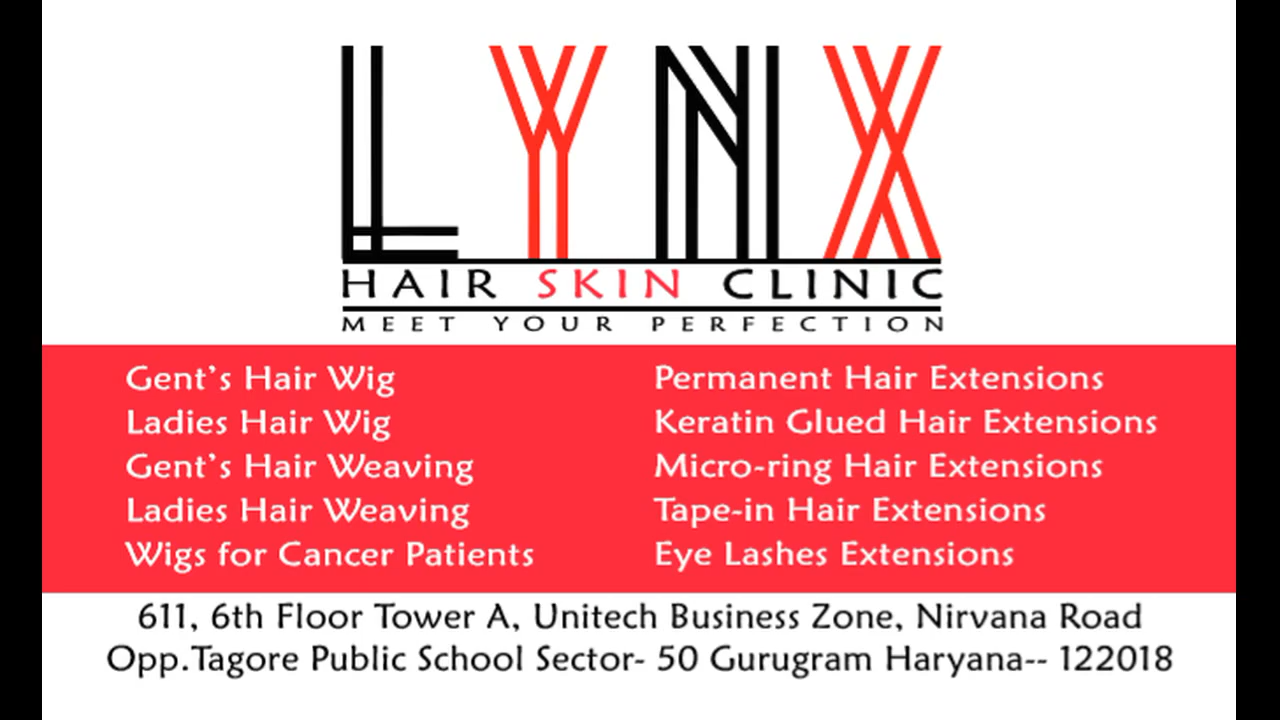 LYNX
HAIR SKIN CLINIC
MEET YOUR PERFECTION
Gent's Hair Wig
Ladies Hair Wig
Gent's Hair Weaving
Ladies Hair Weaving
Wigs for Cancer Patients
Permanent Hair Extensions
Keratin Glued Hair Extensions
Micro-ring Hair Extensions
Tape-in Hair Extensions
Eye Lashes Extensions
611, 6th Floor Tower A, Unitech Business Zone, Nirvana Road
Opp.Tagore Public School Sector- 50 Gurugram Haryana-- 122018